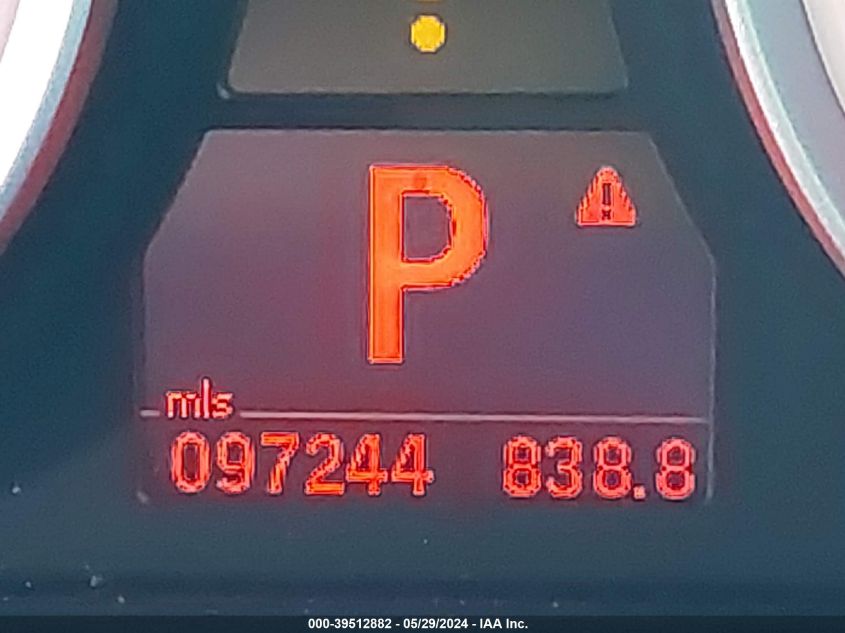 P
mls
097244 838.8
000-39512882 - 05/29/2024 - IAA Inc.